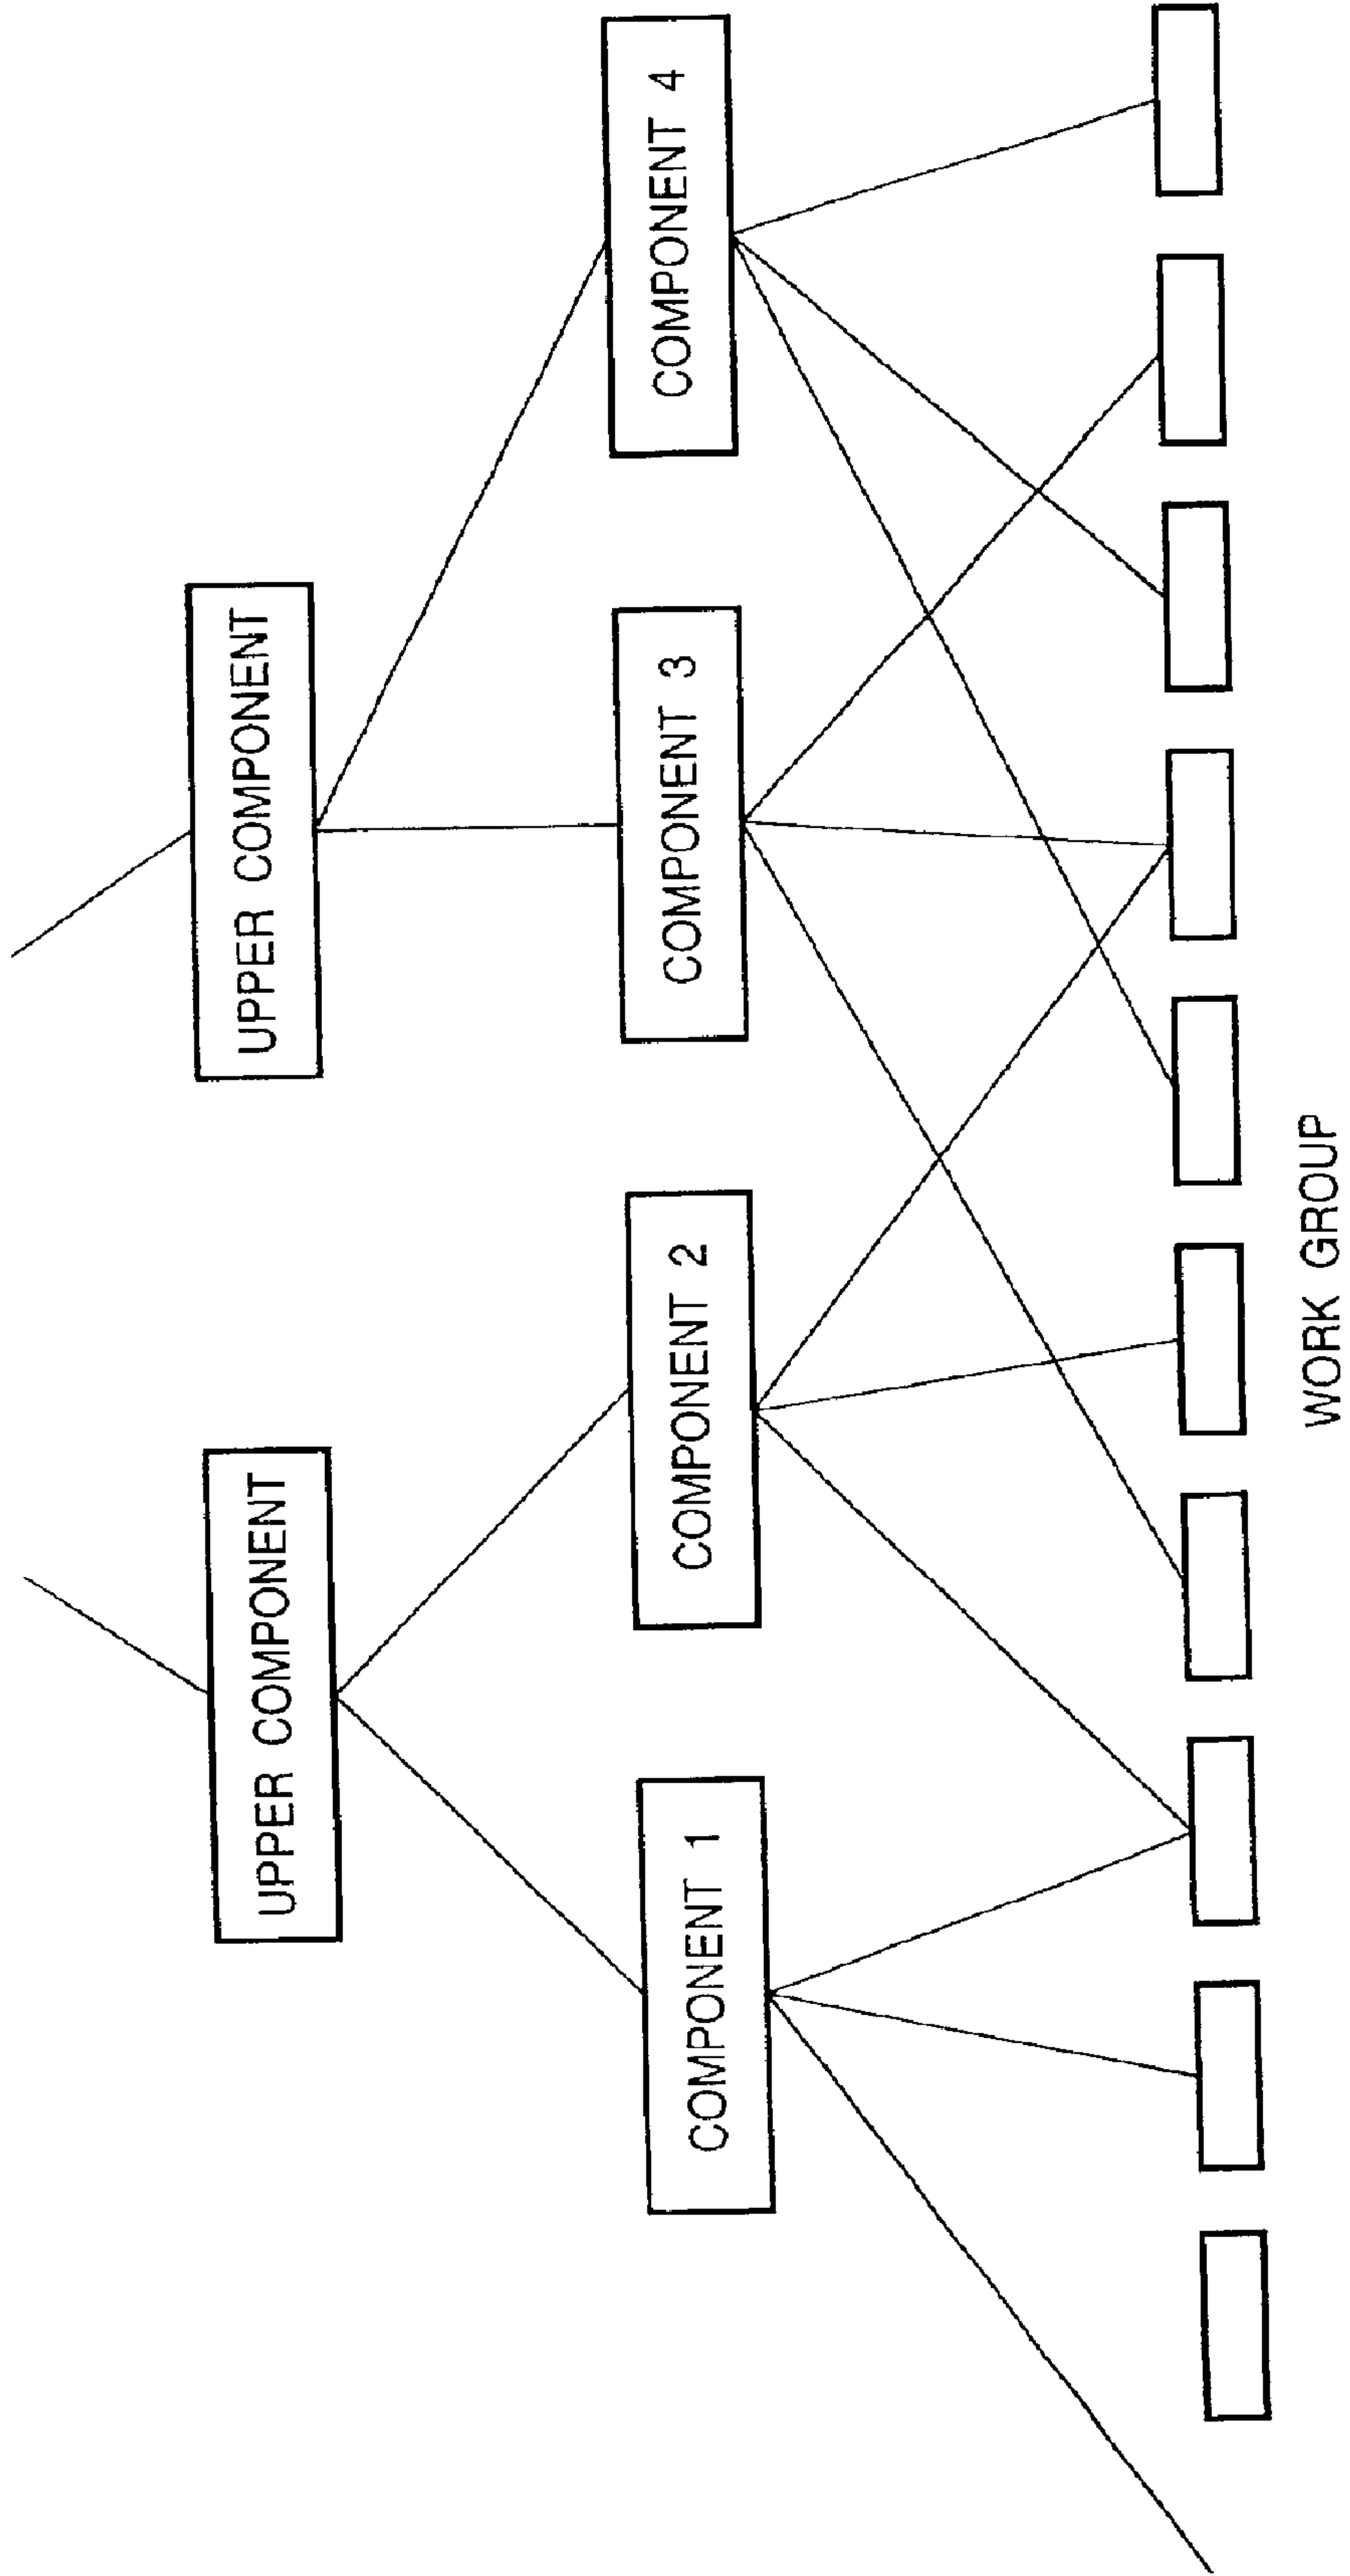 UPPER COMPONENT
UPPER COMPONENT
COMPONENT 1
COMPONENT 2
COMPONENT 3
COMPONENT 4
WORK GROUP